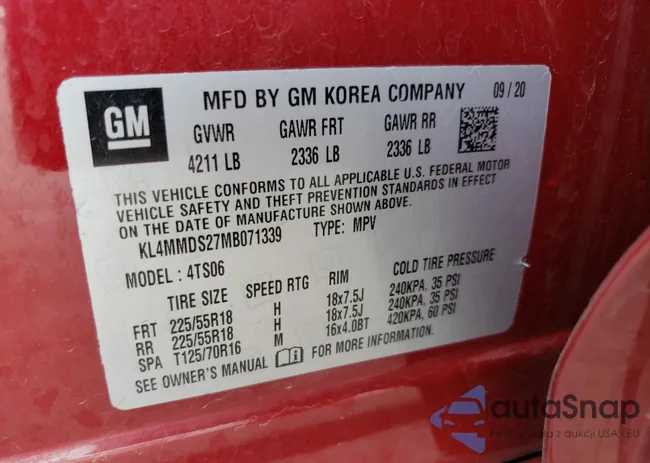 GM
MFD BY GM KOREA COMPANY 09/20
GVWR GAWR FRT GAWR RR
4211 LB 2336 LB 2336 LB
THIS VEHICLE CONFORMS TO ALL APPLICABLE U.S. FEDERAL MOTOR
VEHICLE SAFETY AND THEFT PREVENTION STANDARDS IN EFFECT
ON THE DATE OF MANUFACTURE SHOWN ABOVE.
KL4MMDS27MB071339 TYPE: MPV
MODEL: 4TS06
TIRE SIZE SPEED RTG RIM COLD TIRE PRESSURE
FRT 225/55R18 H 18x7.5J 240KPA, 35 PSI
RR 225/55R18 H 18x7.5J 240KPA, 35 PSI
SPA T125/70R16 M 16x4.0BT 420KPA, 60 PSI
SEE OWNER'S MANUAL FOR MORE INFORMATION.
autaSnap
aukcji USA - EU